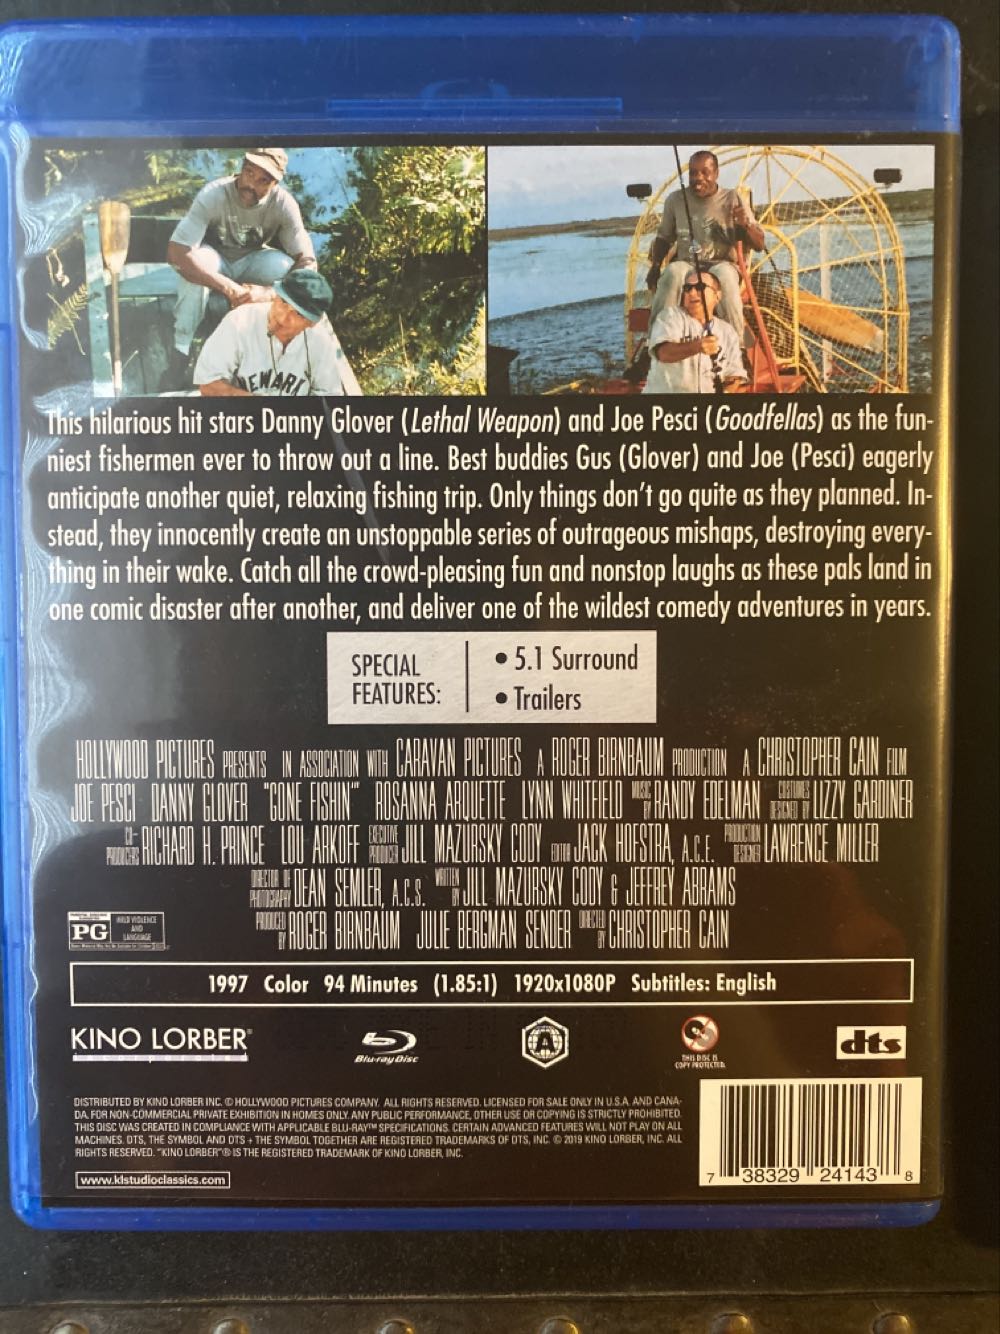 NEWARK
This hilarious hit stars Danny Glover (Lethal Weapon) and Joe Pesci (Goodfellas) as the fun-
niest fishermen ever to throw out a line. Best buddies Gus (Glover) and Joe (Pesci) eagerly
anticipate another quiet, relaxing fishing trip. Only things don't go quite as they planned. In-
stead, they innocently create an unstoppable series of outrageous mishaps, destroying every-
thing in their wake. Catch all the crowd-pleasing fun and nonstop laughs as these pals land in
one comic disaster after another, and deliver one of the wildest comedy adventures in years.
SPECIAL
FEATURES:
• 5.1 Surround
• Trailers
HOLLYWOOD PICTURES PRESENTS IN ASSOCIATION WITH CARAVAN PICTURES A ROGER BIRNBAUM PRODUCTION A CHRISTOPHER CAIN FILM
JOE PESCI DANNY GLOVER "GONE FISHIN'" ROSANNA ARQUETTE LYNN WHITFIELD MUSIC BY RANDY EDELMAN COSTUMES DESIGNED BY LIZZY GARDINER
CO-PRODUCERS RICHARD H. PRINCE LOU ARKOFF EXECUTIVE PRODUCER JILL MAZURSKY CODY EDITOR JACK HOFSTRA, A.C.E. PRODUCTION DESIGNER LAWRENCE MILLER
DIRECTOR OF PHOTOGRAPHY DEAN SEMLER, A.C.S. WRITTEN BY JILL MAZURSKY CODY & JEFFREY ABRAMS
PRODUCED BY ROGER BIRNBAUM JULIE BERGMAN SENDER DIRECTED BY CHRISTOPHER CAIN
PG
MILD VIOLENCE
AND
LANGUAGE
1997 Color 94 Minutes (1.85:1) 1920x1080P Subtitles: English
KINO LORBER®
incorporated
Blu-ray Disc
A
THIS DISC IS
COPY PROTECTED.
dts
DISTRIBUTED BY KINO LORBER INC. © HOLLYWOOD PICTURES COMPANY. ALL RIGHTS RESERVED. LICENSED FOR SALE ONLY IN U.S.A. AND CANA-
DA. FOR NON-COMMERCIAL PRIVATE EXHIBITION IN HOMES ONLY. ANY PUBLIC PERFORMANCE, OTHER USE OR COPYING IS STRICTLY PROHIBITED.
THIS DISC WAS CREATED IN COMPLIANCE WITH APPLICABLE BLU-RAY™ SPECIFICATIONS. CERTAIN ADVANCED FEATURES WILL NOT PLAY ON ALL
MACHINES. DTS, THE SYMBOL AND DTS + THE SYMBOL TOGETHER ARE REGISTERED TRADEMARKS OF DTS, INC. © 2019 KINO LORBER, INC. ALL
RIGHTS RESERVED. "KINO LORBER"® IS THE REGISTERED TRADEMARK OF KINO LORBER, INC.
www.klstudioclassics.com
7 38329 24143 8